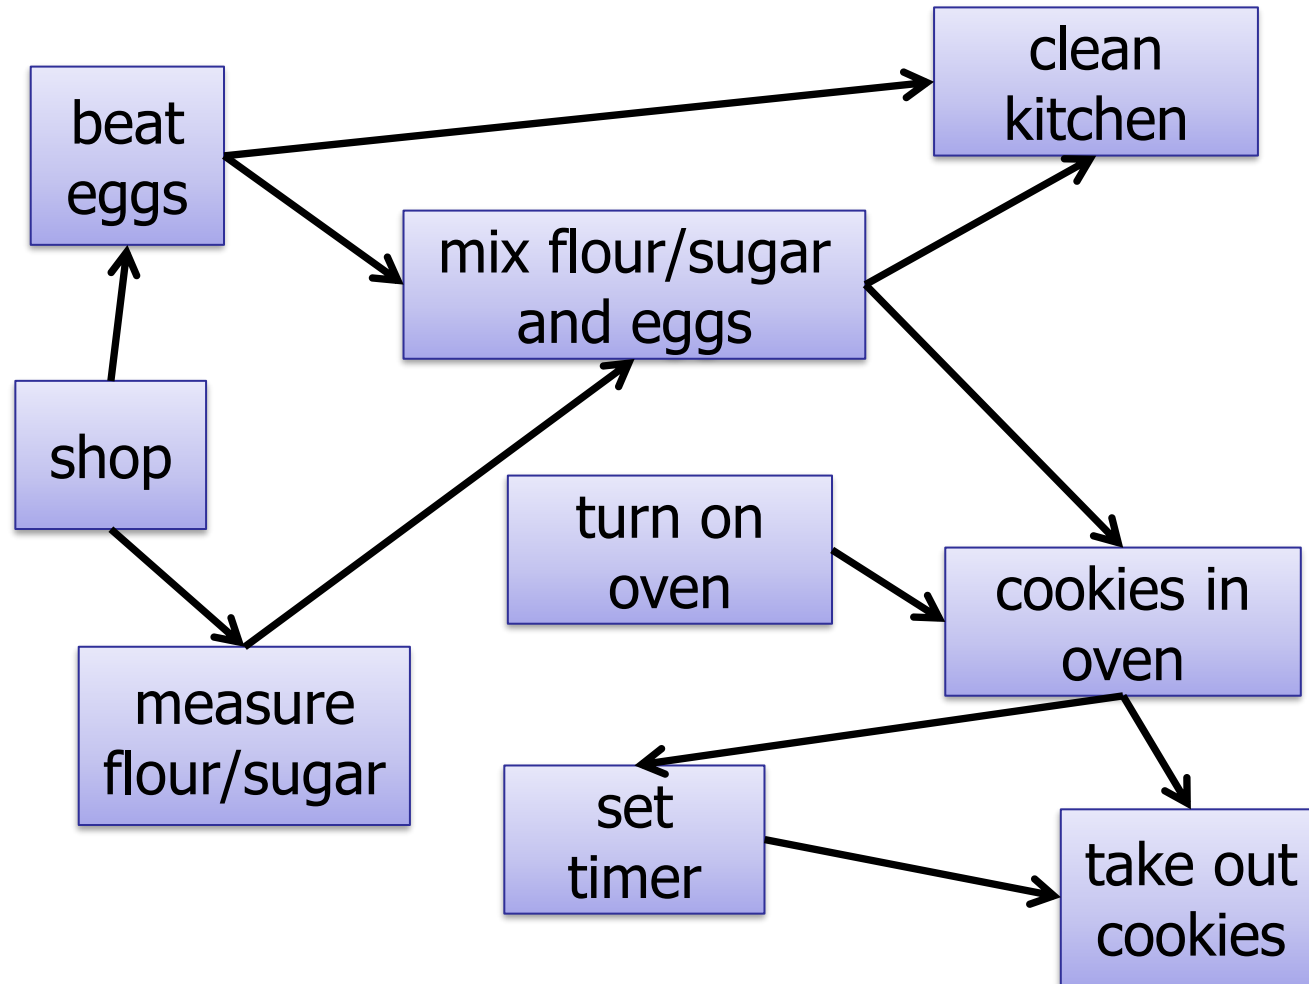 beat
eggs
clean
kitchen
mix flour/sugar
and eggs
shop
turn on
oven
cookies in
oven
measure
flour/sugar
set
timer
take out
cookies